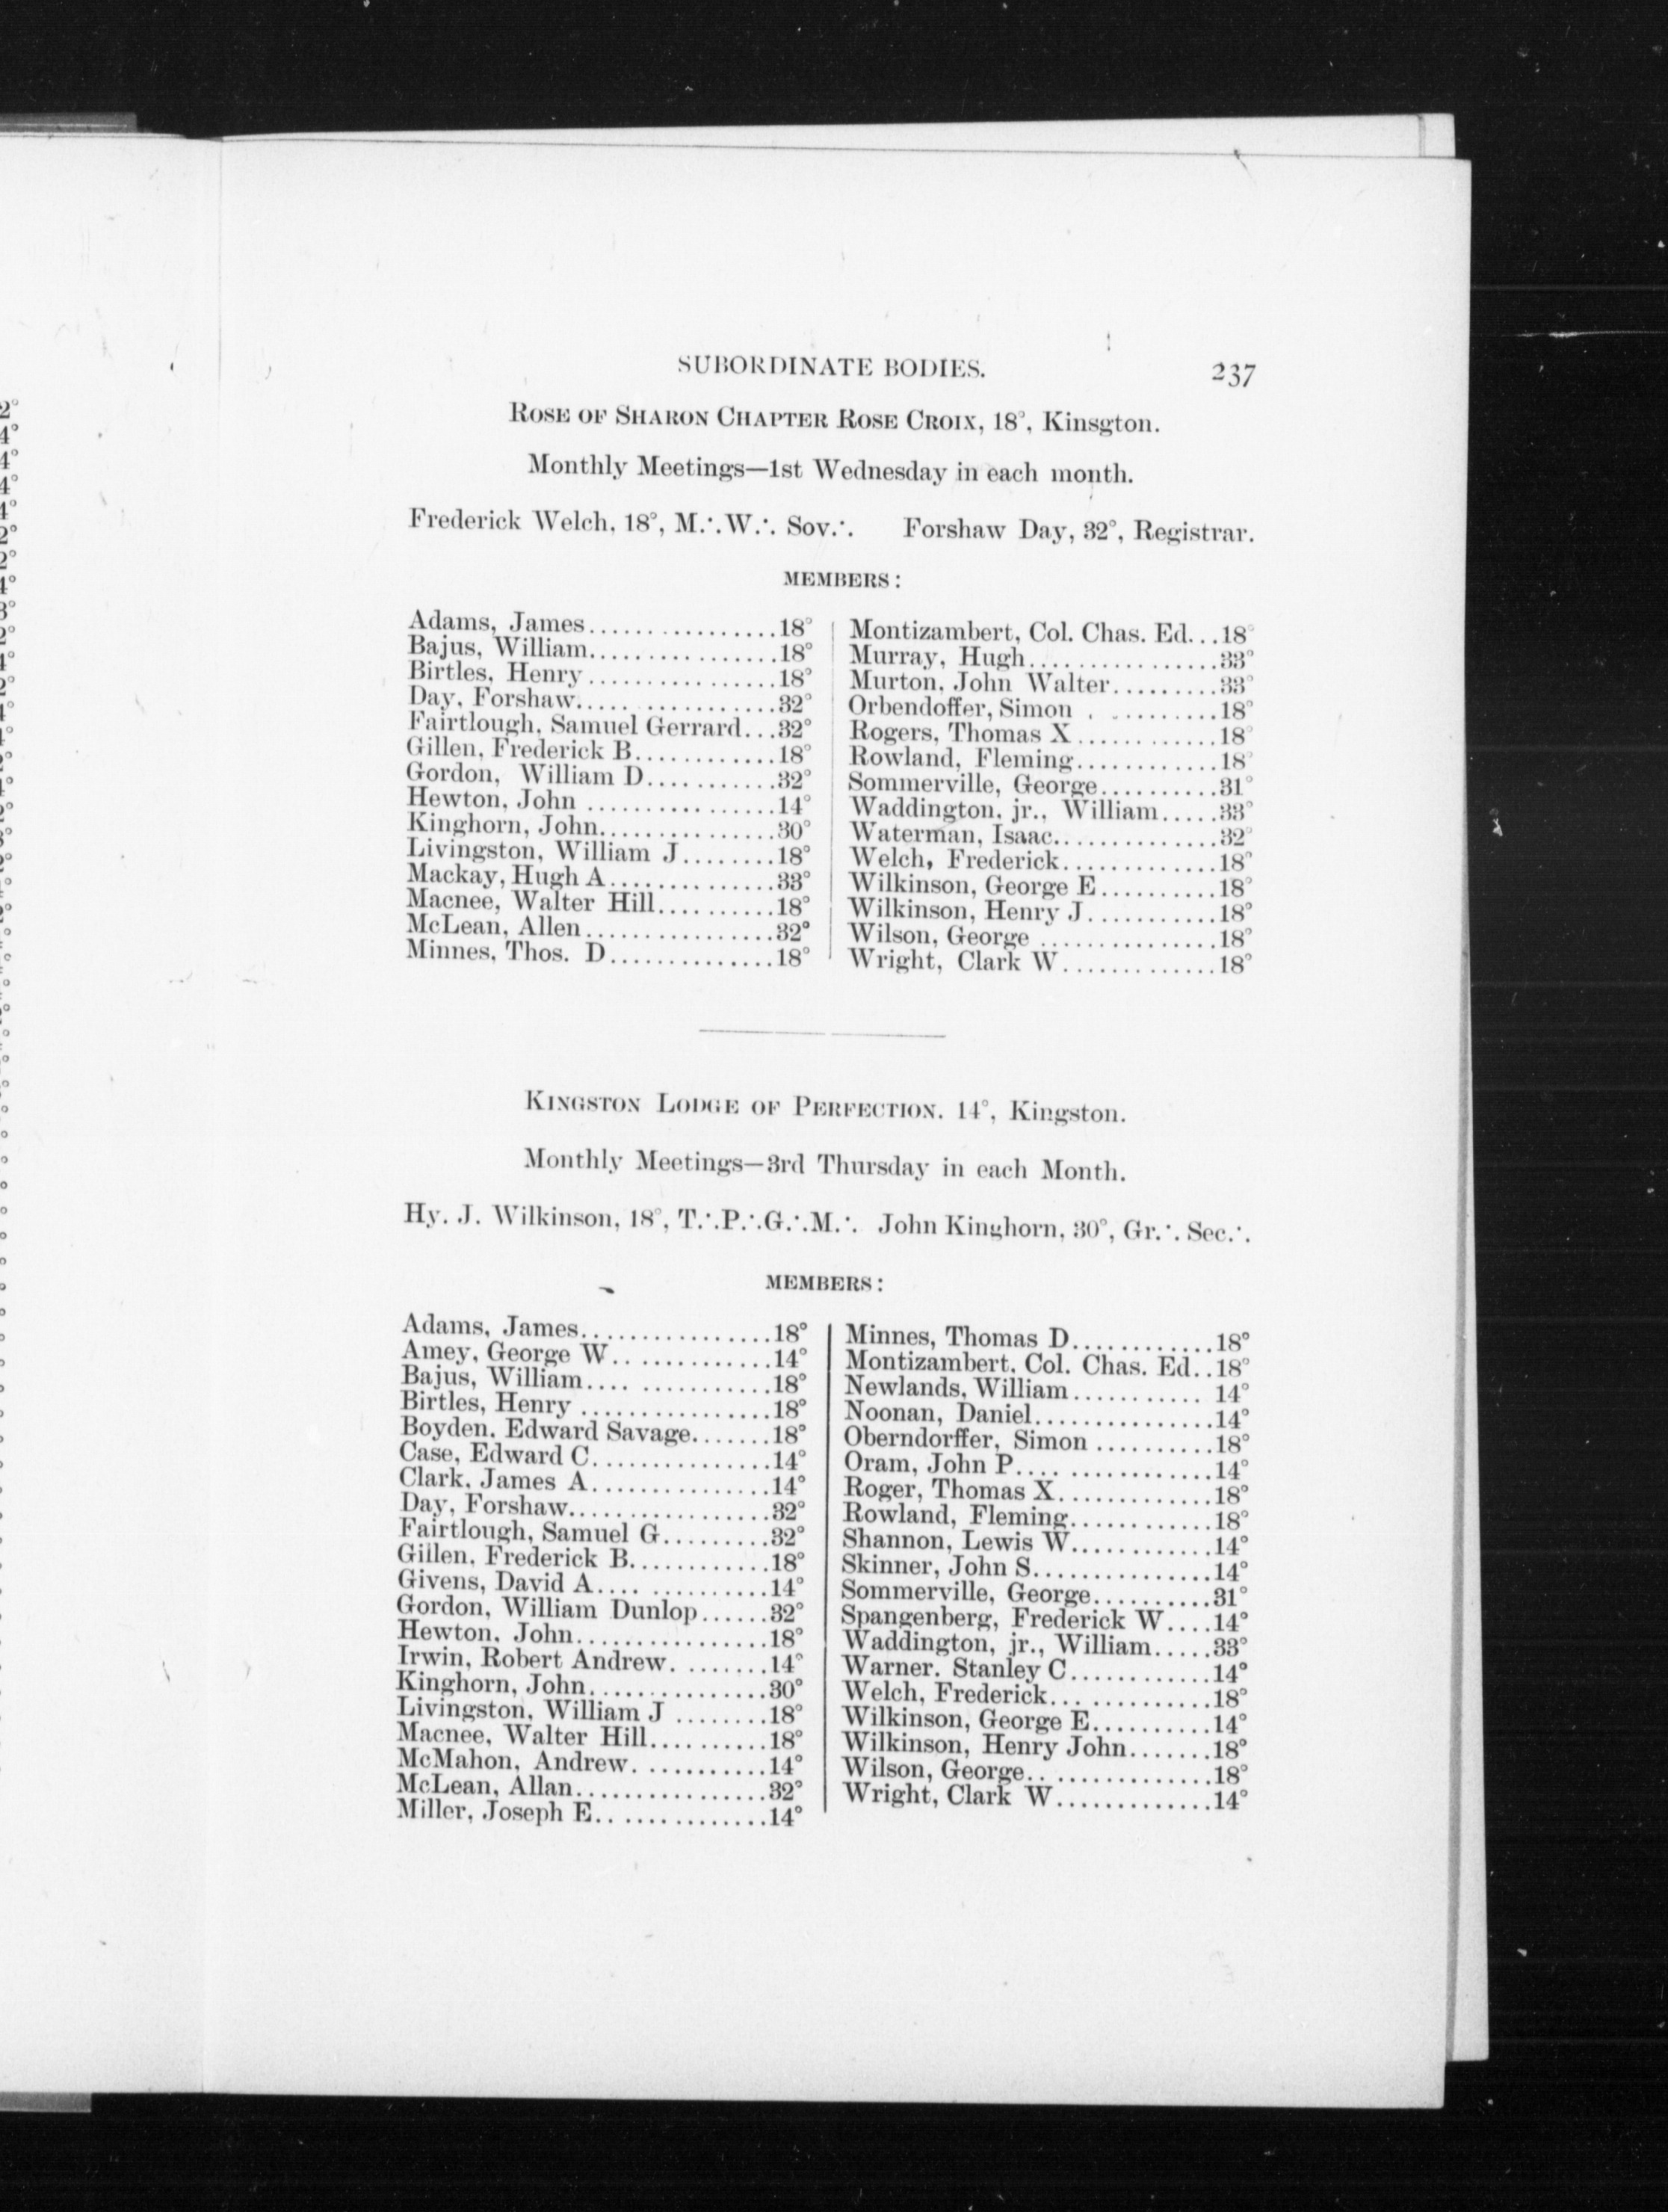 SUBORDINATE BODIES. 237
ROSE OF SHARON CHAPTER ROSE CROIX, 18°, Kinsgton.
Monthly Meetings—1st Wednesday in each month.
Frederick Welch, 18°, M.∴W.∴ Sov.∴ Forshaw Day, 32°, Registrar.
MEMBERS:
Adams, James................18°
Bajus, William................18°
Birtles, Henry................18°
Day, Forshaw..................32°
Fairtlough, Samuel Gerrard...32°
Gillen, Frederick B............18°
Gordon, William D...........32°
Hewton, John ................14°
Kinghorn, John...............30°
Livingston, William J........18°
Mackay, Hugh A..............33°
Macnee, Walter Hill..........18°
McLean, Allen................32°
Minnes, Thos. D..............18°
Montizambert, Col. Chas. Ed...18°
Murray, Hugh................33°
Murton, John Walter.........33°
Orbendoffer, Simon ...........18°
Rogers, Thomas X............18°
Rowland, Fleming............18°
Sommerville, George..........31°
Waddington, jr., William.....33°
Waterman, Isaac..............32°
Welch, Frederick.............18°
Wilkinson, George E..........18°
Wilkinson, Henry J...........18°
Wilson, George ...............18°
Wright, Clark W.............18°
KINGSTON LODGE OF PERFECTION. 14°, Kingston.
Monthly Meetings—3rd Thursday in each Month.
Hy. J. Wilkinson, 18°, T.∴P.∴G.∴M.∴ John Kinghorn, 30°, Gr.∴ Sec.∴
MEMBERS:
Adams, James................18°
Amey, George W.............14°
Bajus, William.... ...........18°
Birtles, Henry ................18°
Boyden. Edward Savage.......18°
Case, Edward C...............14°
Clark, James A...............14°
Day, Forshaw.................32°
Fairtlough, Samuel G.........32°
Gillen, Frederick B............18°
Givens, David A.... ..........14°
Gordon, William Dunlop......32°
Hewton, John................18°
Irwin, Robert Andrew. ........14°
Kinghorn, John...............30°
Livingston, William J ........18°
Macnee, Walter Hill..........18°
McMahon, Andrew............14°
McLean, Allan................32°
Miller, Joseph E..............14°
Minnes, Thomas D............18°
Montizambert, Col. Chas. Ed..18°
Newlands, William........... 14°
Noonan, Daniel...............14°
Oberndorffer, Simon ..........18°
Oram, John P.... ............14°
Roger, Thomas X.............18°
Rowland, Fleming............18°
Shannon, Lewis W............14°
Skinner, John S...............14°
Sommerville, George..........31°
Spangenberg, Frederick W....14°
Waddington, jr., William.....33°
Warner. Stanley C............14°
Welch, Frederick... ..........18°
Wilkinson, George E..........14°
Wilkinson, Henry John.......18°
Wilson, George.. .............18°
Wright, Clark W.............14°